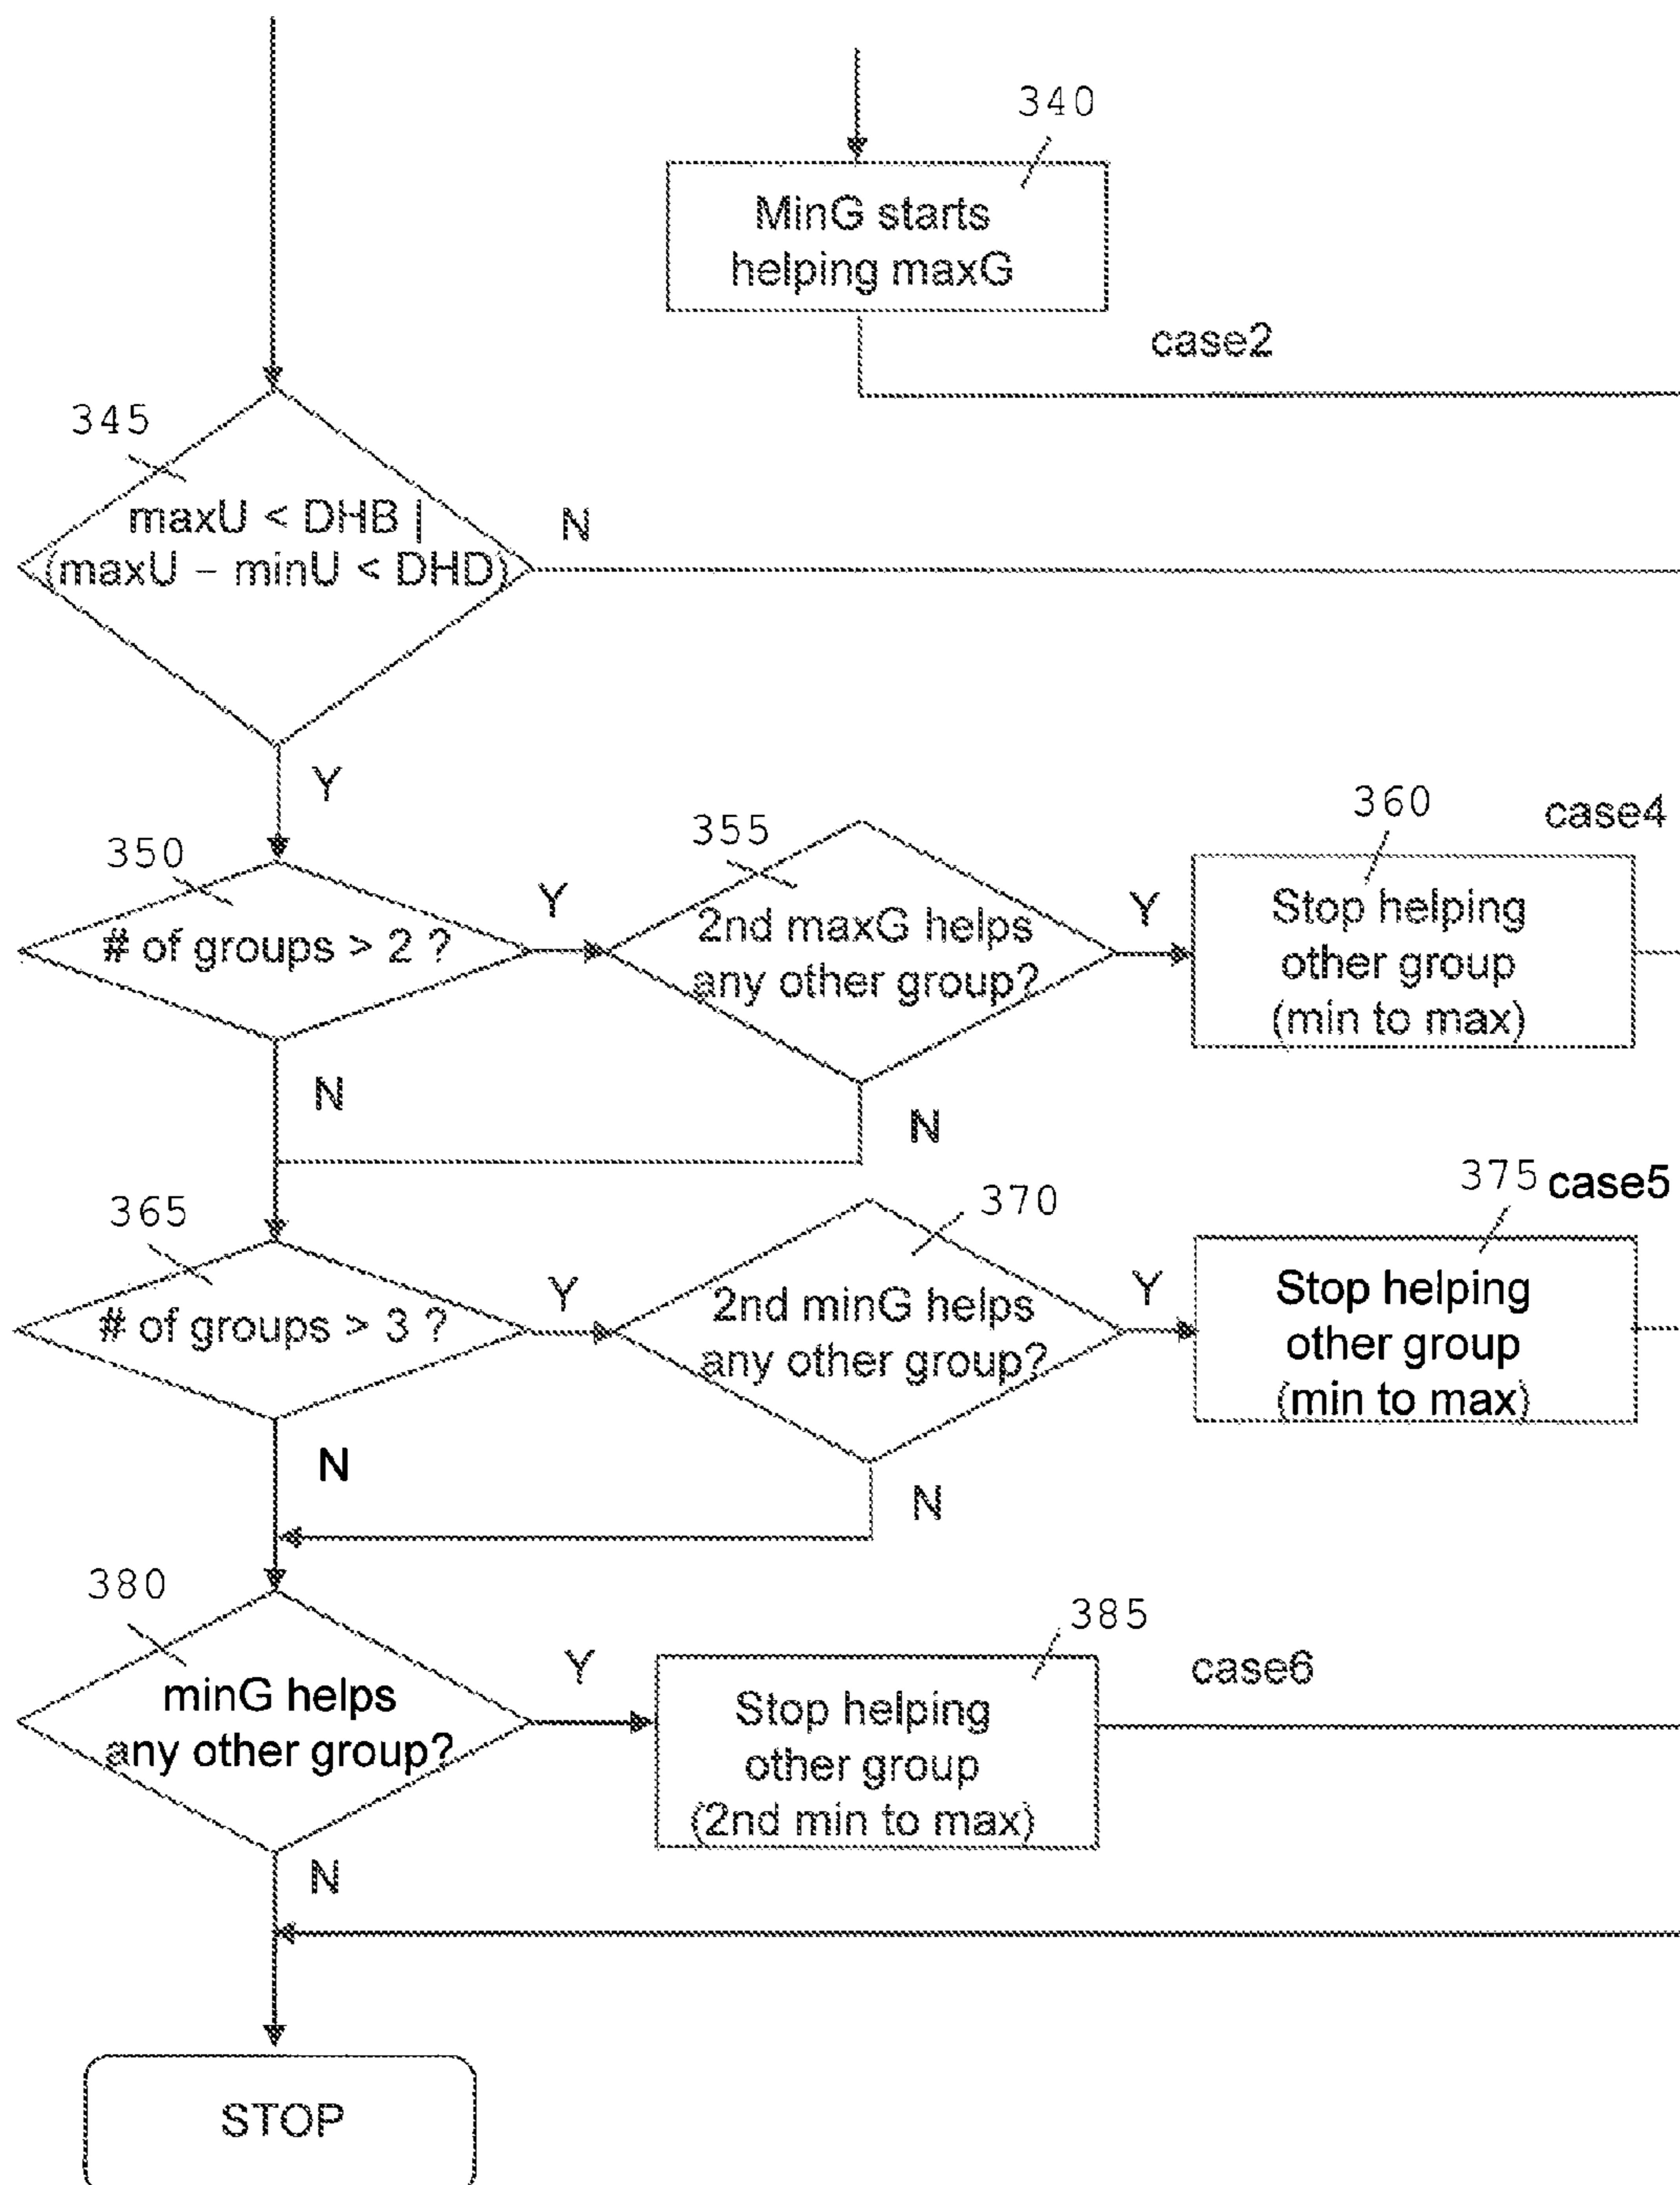 340
MinG starts
helping maxG
case2
345
maxU < DHB |
(maxU – minU < DHD)
N
Y
350
# of groups > 2 ?
Y
N
355
2nd maxG helps
any other group?
Y
N
360
case4
Stop helping
other group
(min to max)
365
# of groups > 3 ?
Y
N
370
2nd minG helps
any other group?
Y
N
375
case5
Stop helping
other group
(min to max)
380
minG helps
any other group?
Y
N
385
Stop helping
other group
(2nd min to max)
case6
STOP